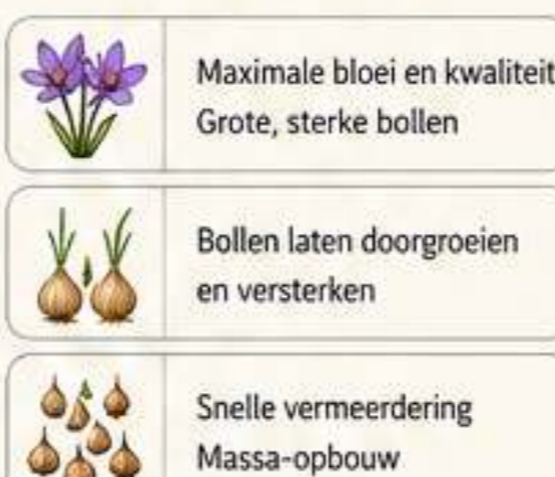 Maximale bloei en kwaliteit
Grote, sterke bollen
Bollen laten doorgroeien
en versterken
Snelle vermeerdering
Massa-opbouw